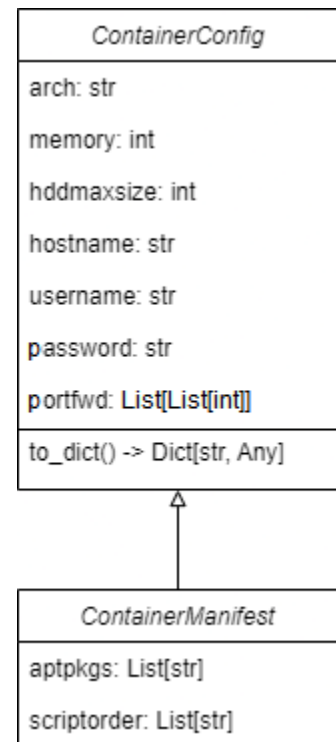 ContainerConfig
arch: str
memory: int
hddmaxsize: int
hostname: str
username: str
password: str
portfwd: List[List[int]]
to_dict() -> Dict[str, Any]
ContainerManifest
aptpkgs: List[str]
scriptorder: List[str]